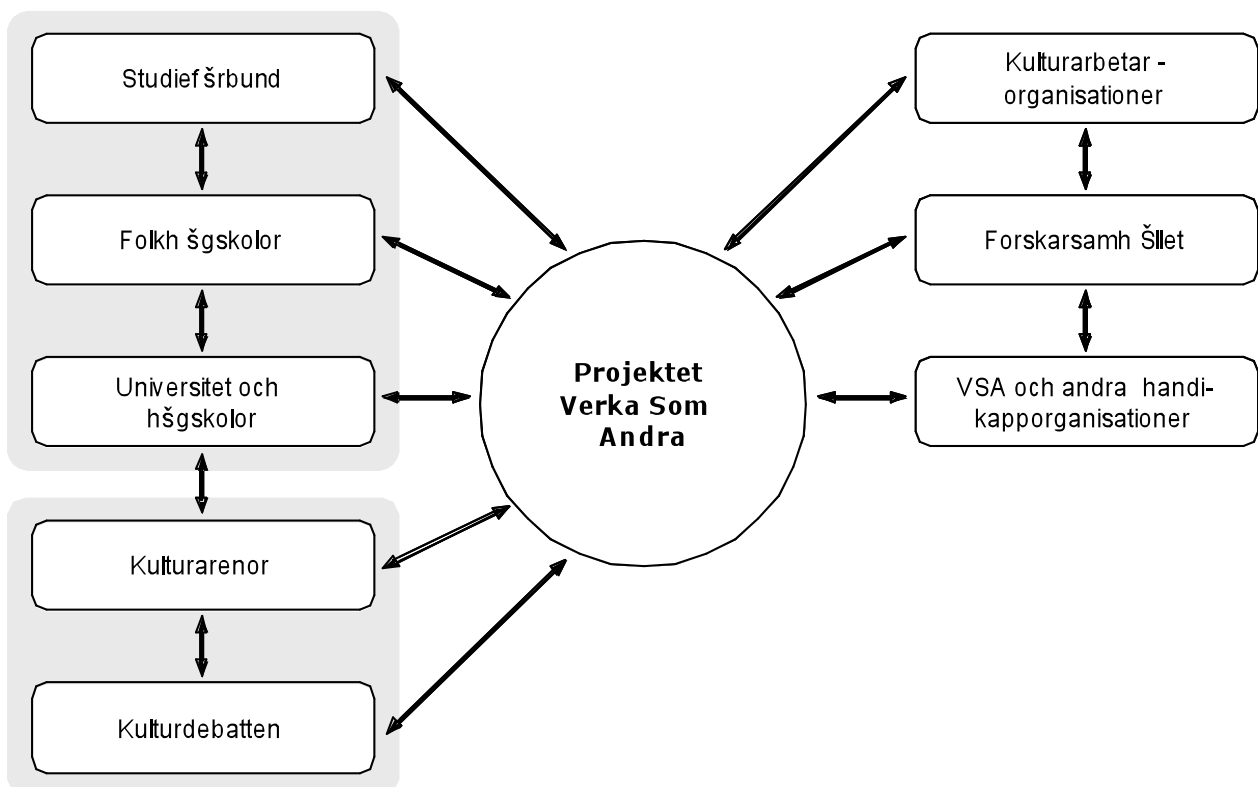 Studief šrbund
Folkh šgskolor
Universitet och
hšgskolor
Kulturarenor
Kulturdebatten
Projektet
Verka Som
Andra
Kulturarbetar -
organisationer
Forskarsamh Šllet
VSA och andra handi-
kapporganisationer